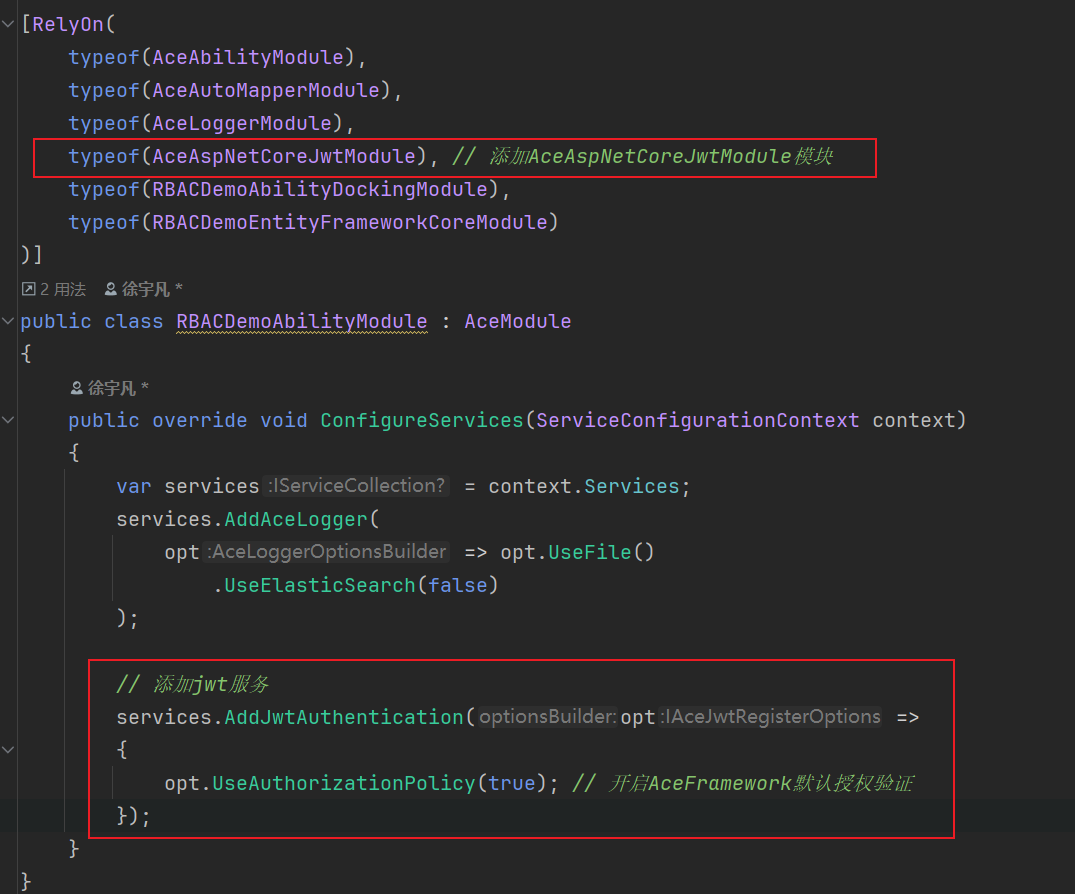 [RelyOn(
typeof(AceAbilityModule),
typeof(AceAutoMapperModule),
typeof(AceLoggerModule),
typeof(AceAspNetCoreJwtModule), // 添加AceAspNetCoreJwtModule模块
typeof(RBACDemoAbilityDockingModule),
typeof(RBACDemoEntityFrameworkCoreModule)
)]
2 用法 徐宇凡 *
public class RBACDemoAbilityModule : AceModule
{
徐宇凡 *
public override void ConfigureServices(ServiceConfigurationContext context)
{
var services :IServiceCollection? = context.Services;
services.AddAceLogger(
opt :AceLoggerOptionsBuilder => opt.UseFile()
.UseElasticSearch(false)
);
// 添加jwt服务
services.AddJwtAuthentication( optionsBuilder: opt :IAceJwtRegisterOptions =>
{
opt.UseAuthorizationPolicy(true); // 开启AceFramework默认授权验证
});
}
}